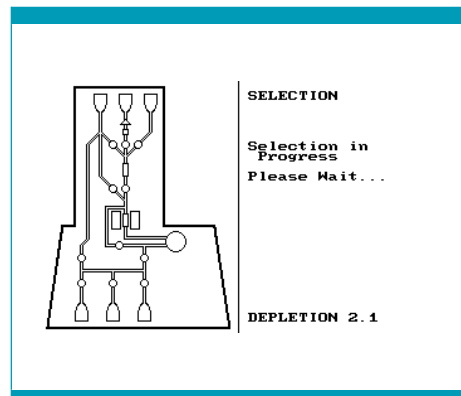 SELECTION
Selection in
Progress
Please Wait...
DEPLETION 2.1